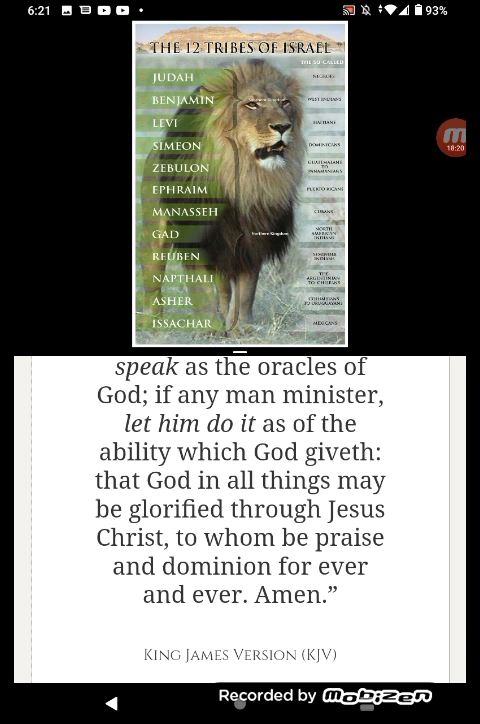 6:21
93%
THE 12 TRIBES OF ISRAEL
THE SO-CALLED
JUDAH
NEGROES
BENJAMIN
WEST INDIANS
LEVI
HAITIANS
SIMEON
DOMINICANS
ZEBULON
GUATEMALANS
TO
PANAMANIANS
EPHRAIM
PUERTO RICANS
MANASSEH
CUBANS
GAD
Northern Kingdom
NORTH
AMERICAN
INDIANS
REUBEN
SEMINOLE
INDIANS
NAPTHALI
THE
ARGENTINIAN
TO CHILEANS
ASHER
COLUMBIANS
TO URUGUAYANS
ISSACHAR
MEXICANS
m
18:20
speak as the oracles of
God; if any man minister,
let him do it as of the
ability which God giveth:
that God in all things may
be glorified through Jesus
Christ, to whom be praise
and dominion for ever
and ever. Amen.”
King James Version (KJV)
Recorded by Mobizen